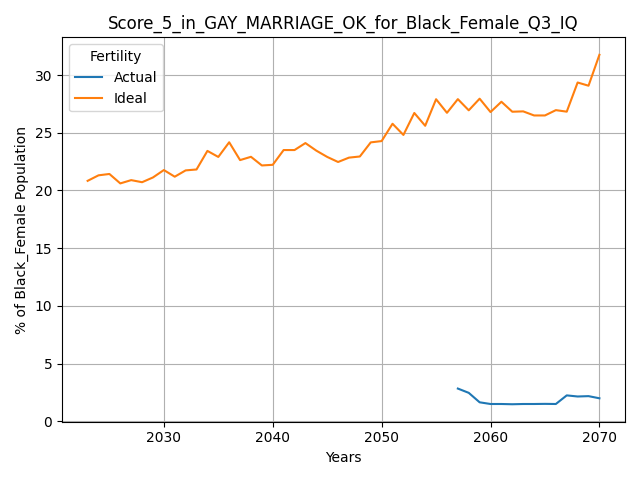 Score_5_in_GAY_MARRIAGE_OK_for_Black_Female_Q3_IQ
Fertility
Actual
Ideal
% of Black_Female Population
30
25
20
15
10
5
0
2030 2040 2050 2060 2070
Years